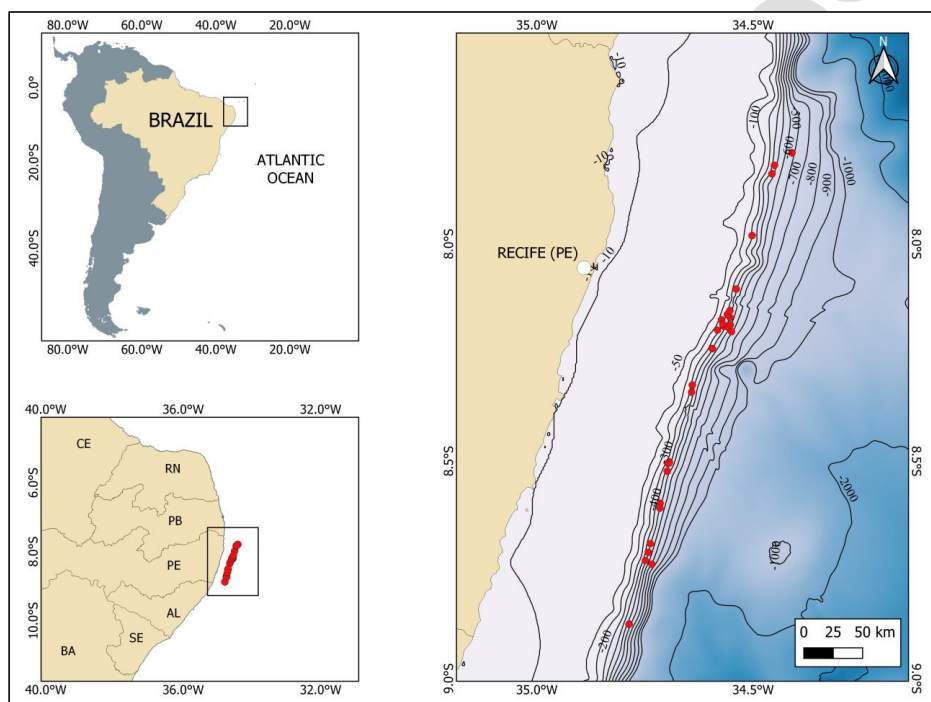 80.0°W 60.0°W 40.0°W 20.0°W
0.0°
20.0°S
40.0°S
BRAZIL
ATLANTIC
OCEAN
80.0°W 60.0°W 40.0°W 20.0°W
40.0°W 36.0°W 32.0°W
6.0°S
8.0°S
10.0°S
CE
RN
PB
PE
AL
SE
BA
40.0°W 36.0°W 32.0°W
35.0°W 34.5°W
N
-10
-10
-10
-100
-500
-600
-700
-800
-900
-1000
8.0°S 8.0°S
RECIFE (PE)
-50
8.5°S 8.5°S
-300
-400
-2000
-1000
-200
0 25 50 km
9.0°S
35.0°W 34.5°W